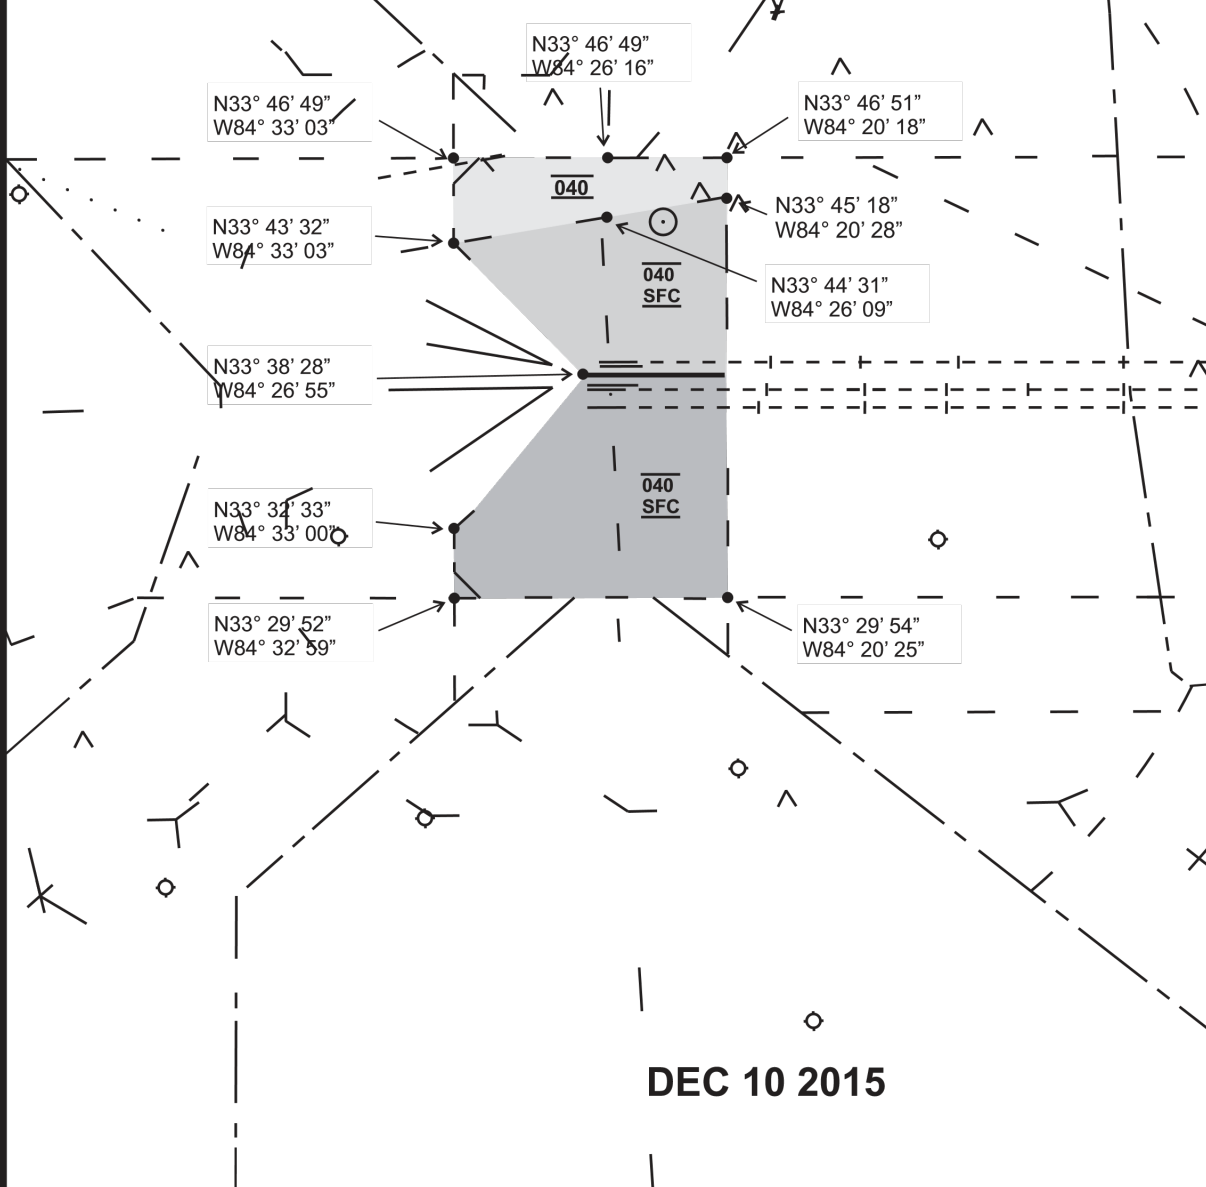 N33° 46’ 49”
W84° 26’ 16”
N33° 46’ 49”
W84° 33’ 03”
N33° 46’ 51”
W84° 20’ 18”
040
N33° 45’ 18”
W84° 20’ 28”
N33° 43’ 32”
W84° 33’ 03”
040
SFC
N33° 44’ 31”
W84° 26’ 09”
N33° 38’ 28”
W84° 26’ 55”
040
SFC
N33° 32’ 33”
W84° 33’ 00”
N33° 29’ 52”
W84° 32’ 59”
N33° 29’ 54”
W84° 20’ 25”
DEC 10 2015